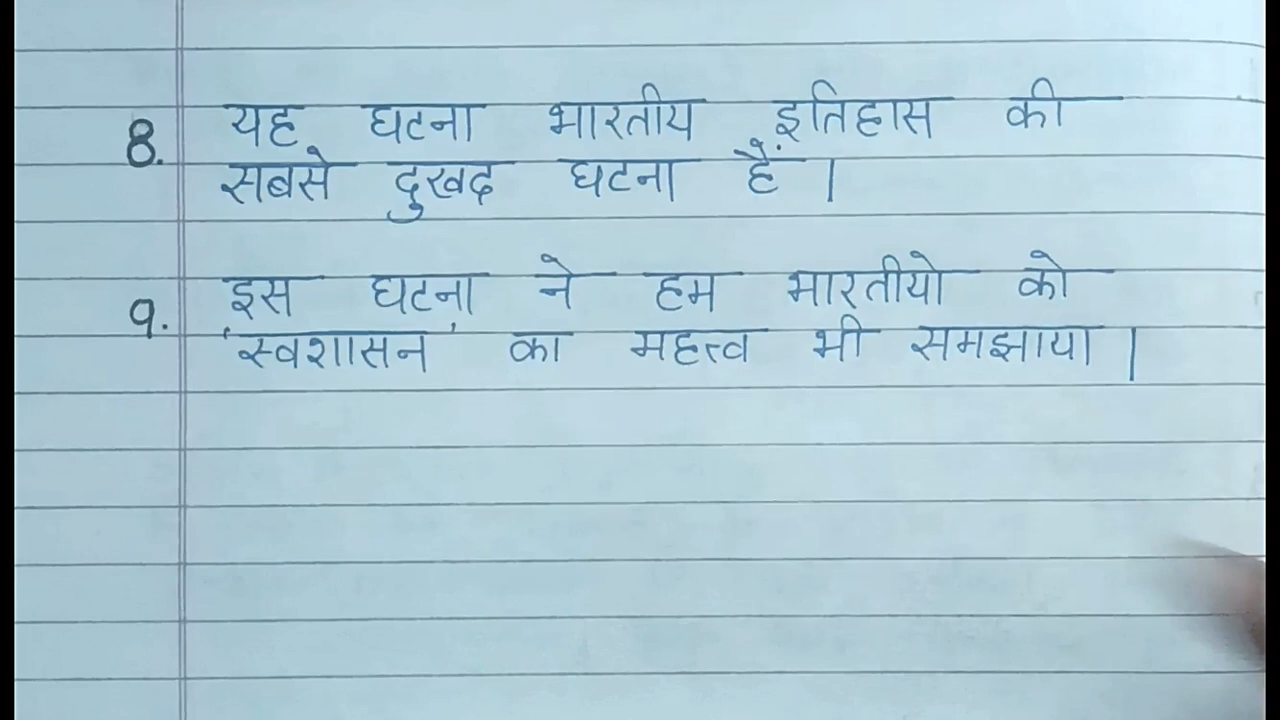 8. यह घटना भारतीय इतिहास की
सबसे दुखद घटना हैं।
9. इस घटना ने हम भारतीयो को
'स्वशासन' का महत्त्व भी समझाया।